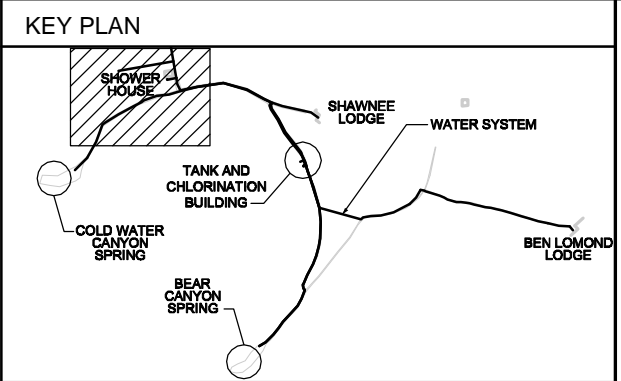 KEY PLAN
SHOWER
HOUSE
SHAWNEE
LODGE
WATER SYSTEM
TANK AND
CHLORINATION
BUILDING
COLD WATER
CANYON
SPRING
BEN LOMOND
LODGE
BEAR
CANYON
SPRING